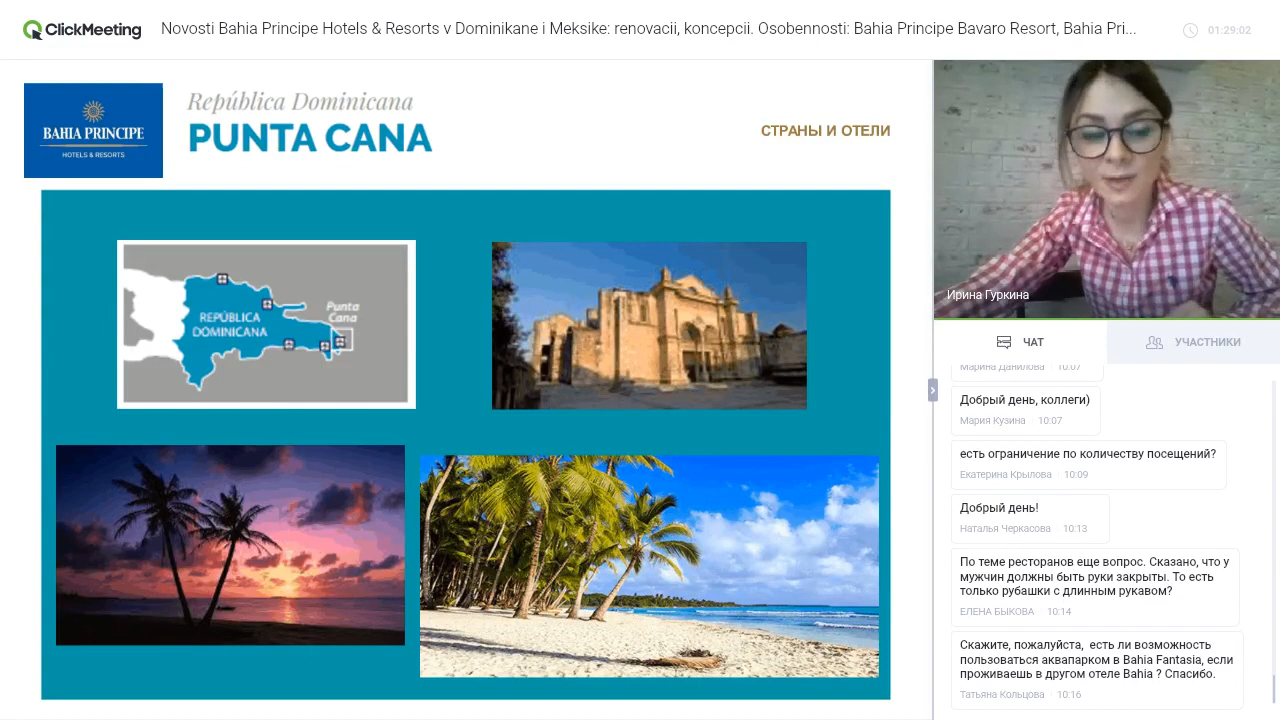 ClickMeeting
Novosti Bahia Principe Hotels & Resorts v Dominikane i Meksike: renovacii, koncepcii. Osobennosti: Bahia Principe Bavaro Resort, Bahia Pri...
01:29:02
BAHIA PRINCIPE
HOTELS & RESORTS
República Dominicana
PUNTA CANA
СТРАНЫ И ОТЕЛИ
Punta
Cana
REPÚBLICA
DOMINICANA
Ирина Гуркина
ЧАТ
УЧАСТНИКИ
Марина Данилова 10:07
Добрый день, коллеги)
Мария Кузина 10:07
есть ограничение по количеству посещений?
Екатерина Крылова 10:09
Добрый день!
Наталья Черкасова 10:13
По теме ресторанов еще вопрос. Сказано, что у
мужчин должны быть руки закрыты. То есть
только рубашки с длинным рукавом?
ЕЛЕНА БЫКОВА 10:14
Скажите, пожалуйста, есть ли возможность
пользоваться аквапарком в Bahia Fantasia, если
проживаешь в другом отеле Bahia ? Спасибо.
Татьяна Кольцова 10:16